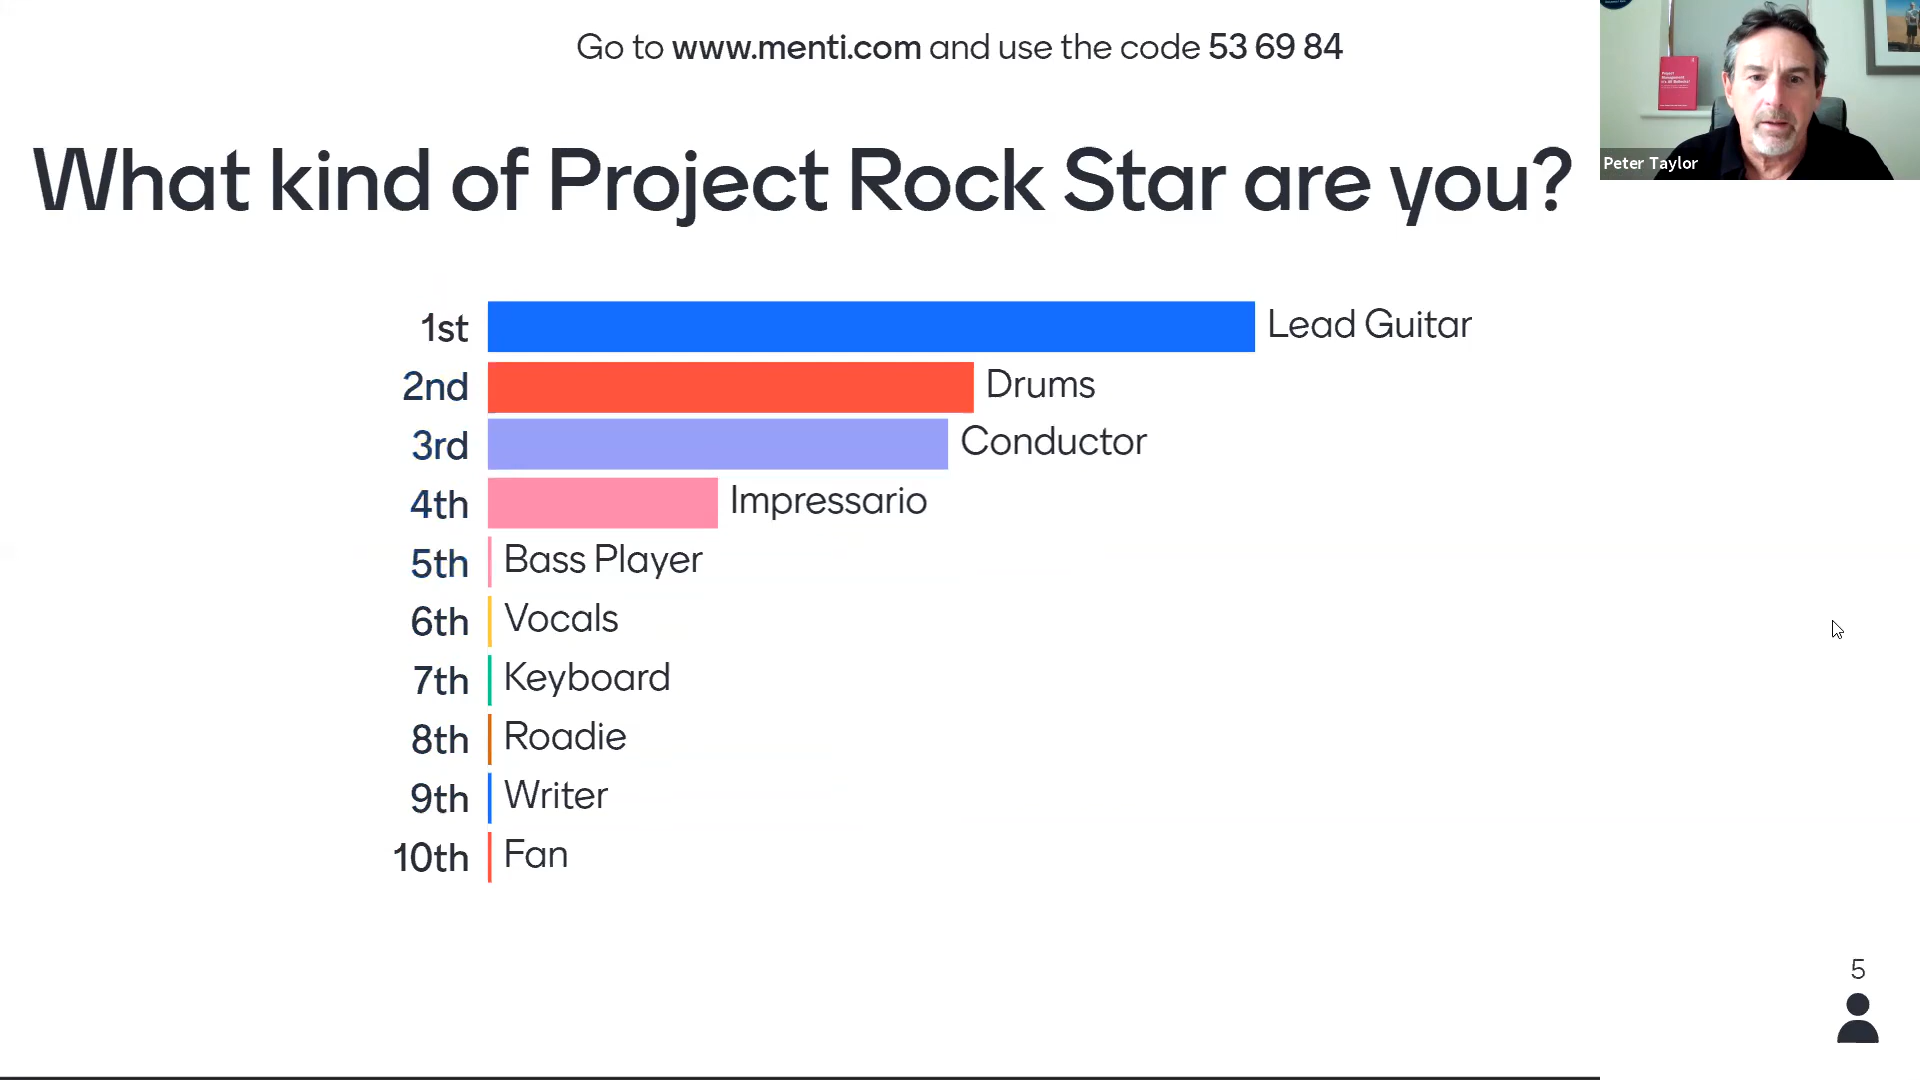 Go to www.menti.com and use the code 53 69 84
What kind of Project Rock Star are you?
Peter Taylor
Project
Management
1st Lead Guitar
2nd Drums
3rd Conductor
4th Impressario
5th Bass Player
6th Vocals
7th Keyboard
8th Roadie
9th Writer
10th Fan
5